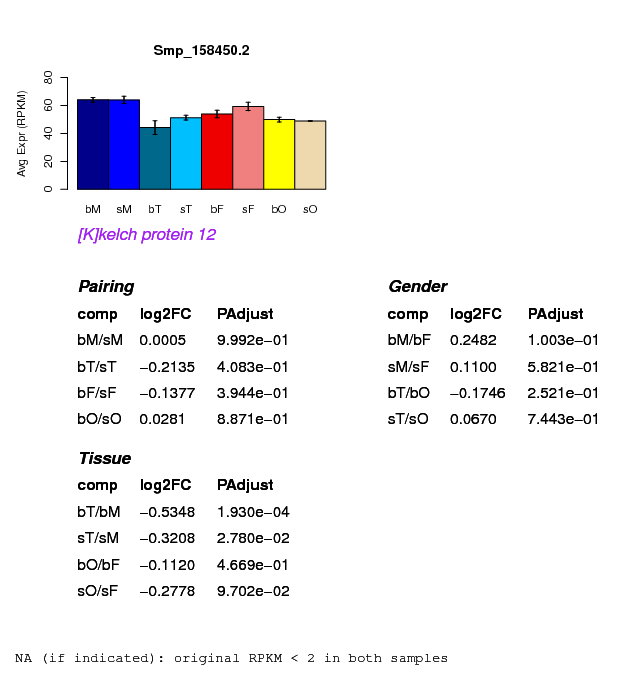 Smp_158450.2
Avg Expr (RPKM)
80
60
40
20
0
bM sM bT sT bF sF bO sO
[K]kelch protein 12
Pairing
comp log2FC PAdjust
bM/sM 0.0005 9.992e−01
bT/sT −0.2135 4.083e−01
bF/sF −0.1377 3.944e−01
bO/sO 0.0281 8.871e−01
Gender
comp log2FC PAdjust
bM/bF 0.2482 1.003e−01
sM/sF 0.1100 5.821e−01
bT/bO −0.1746 2.521e−01
sT/sO 0.0670 7.443e−01
Tissue
comp log2FC PAdjust
bT/bM −0.5348 1.930e−04
sT/sM −0.3208 2.780e−02
bO/bF −0.1120 4.669e−01
sO/sF −0.2778 9.702e−02
NA (if indicated): original RPKM < 2 in both samples